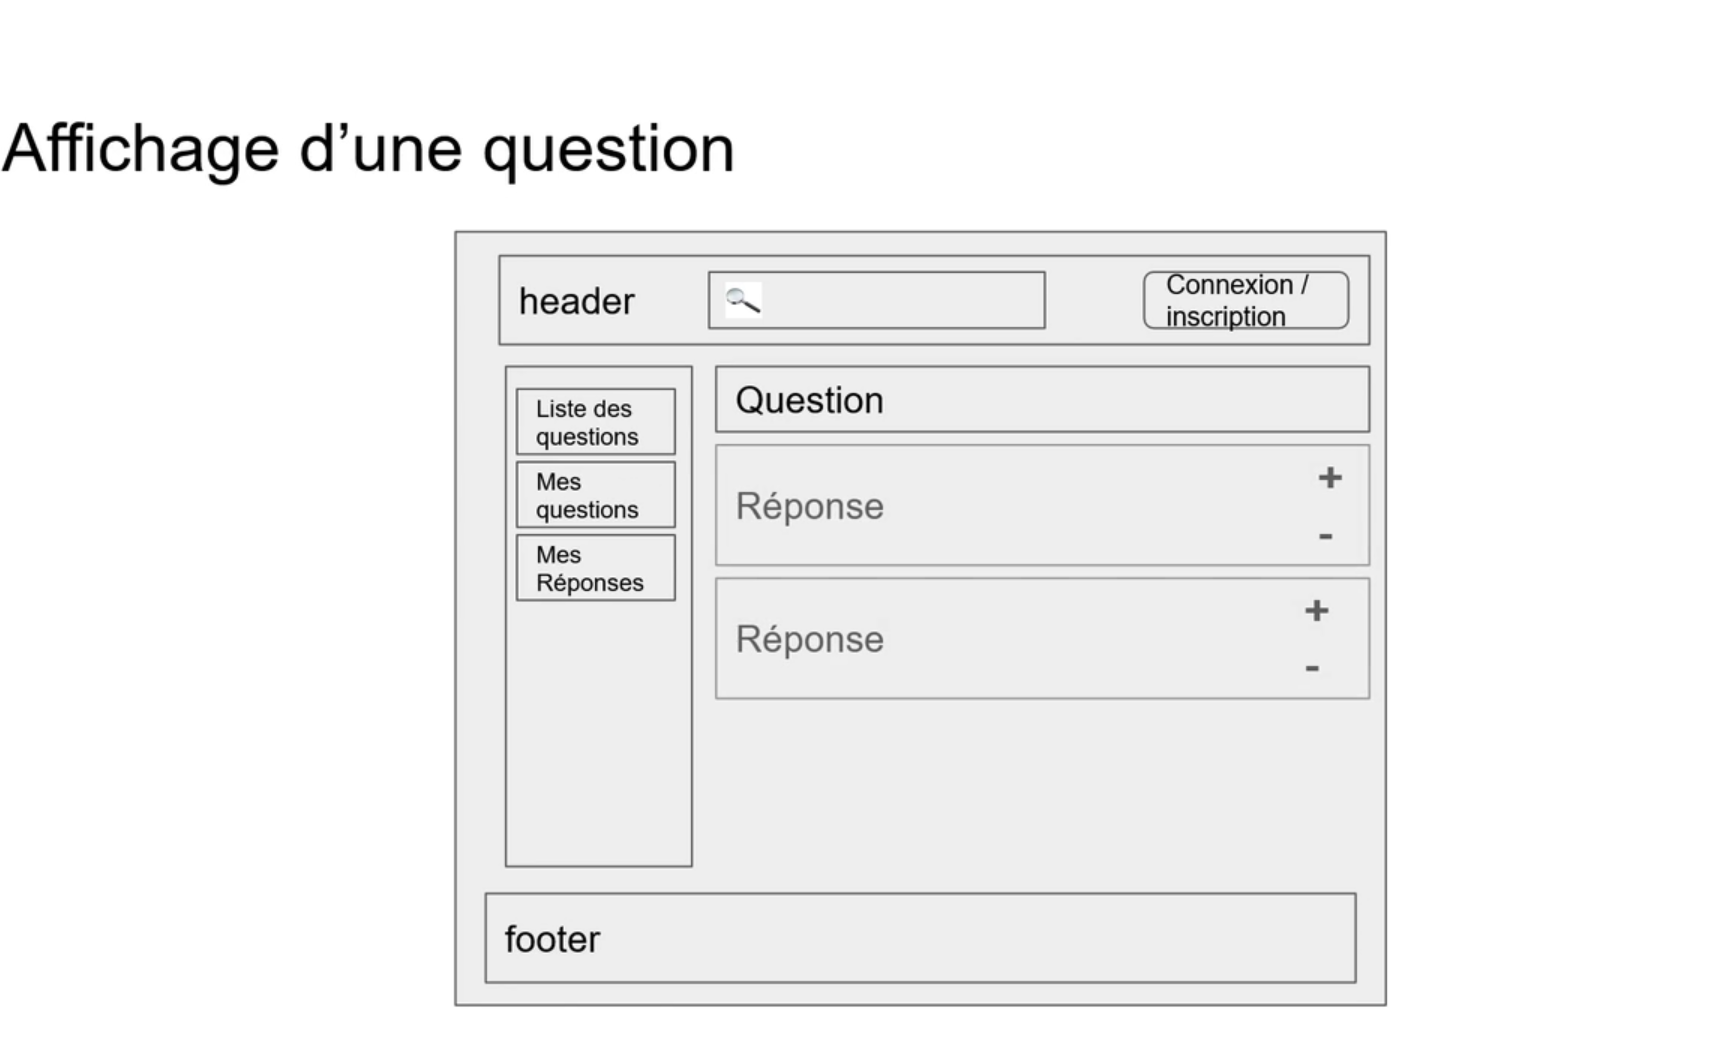 Affichage d’une question
header
Connexion /
inscription
Liste des
questions
Mes
questions
Mes
Réponses
Question
Réponse
+
-
Réponse
+
-
footer